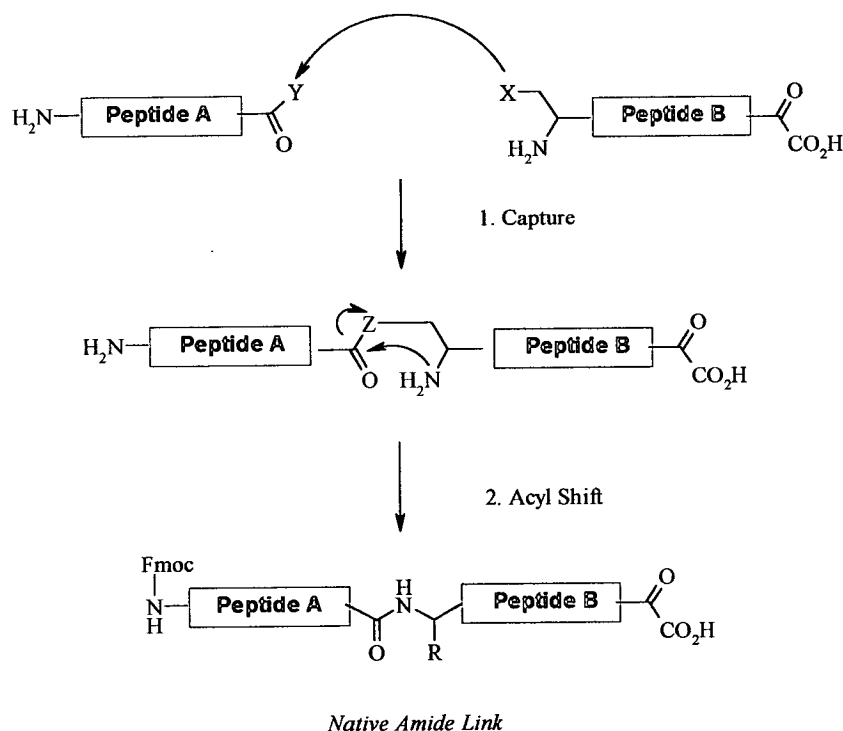 Y
H₂N Peptide A O
X
H₂N Peptide B O
CO₂H
1. Capture
Z
H₂N Peptide A O
H₂N Peptide B O
CO₂H
2. Acyl Shift
Fmoc
N
H
Peptide A
O
H
N
R
Peptide B
O
CO₂H
Native Amide Link